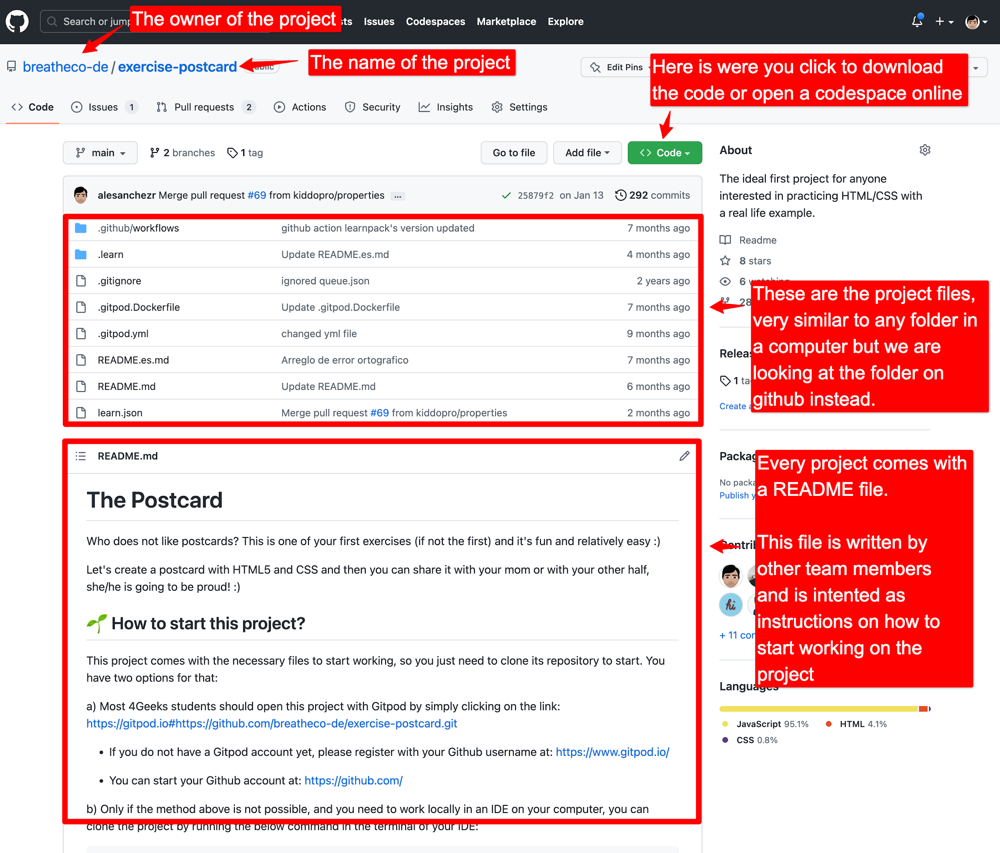 Search or jump
The owner of the project
Issues
Codespaces
Marketplace
Explore
breatheco-de / exercise-postcard
The name of the project
Edit Pins
Here is were you click to download
the code or open a codespace online
Code
Issues 1
Pull requests 2
Actions
Security
Insights
Settings
main
2 branches
1 tag
Go to file
Add file
Code
About
The ideal first project for anyone
interested in practicing HTML/CSS with
a real life example.
Readme
8 stars
6 watching
28
alesanchezr Merge pull request #69 from kiddopro/properties ...
25879f2 on Jan 13
292 commits
.github/workflows github action learnpack's version updated 7 months ago
.learn Update README.es.md 4 months ago
.gitignore ignored queue.json 2 years ago
.gitpod.Dockerfile Update .gitpod.Dockerfile 7 months ago
.gitpod.yml changed yml file 9 months ago
README.es.md Arreglo de error ortografico 7 months ago
README.md Update README.md 6 months ago
learn.json Merge pull request #69 from kiddopro/properties 2 months ago
These are the project files,
very similar to any folder in
a computer but we are
looking at the folder on
github instead.
1
Create
README.md
The Postcard
Who does not like postcards? This is one of your first exercises (if not the first) and it's fun and relatively easy :)
Let's create a postcard with HTML5 and CSS and then you can share it with your mom or with your other half,
she/he is going to be proud! :)
How to start this project?
This project comes with the necessary files to start working, so you just need to clone its repository to start. You
have two options for that:
a) Most 4Geeks students should open this project with Gitpod by simply clicking on the link:
https://gitpod.io#https://github.com/breatheco-de/exercise-postcard.git
• If you do not have a Gitpod account yet, please register with your Github username at: https://www.gitpod.io/
• You can start your Github account at: https://github.com/
b) Only if the method above is not possible, and you need to work locally in an IDE on your computer, you can
clone the project by running the below command in the terminal of your IDE:
No
Publish
Every project comes with
a README file.
This file is written by
other team members
and is intented as
instructions on how to
start working on the
project
hi
+ 11
Languages
JavaScript 95.1%
HTML 4.1%
CSS 0.8%